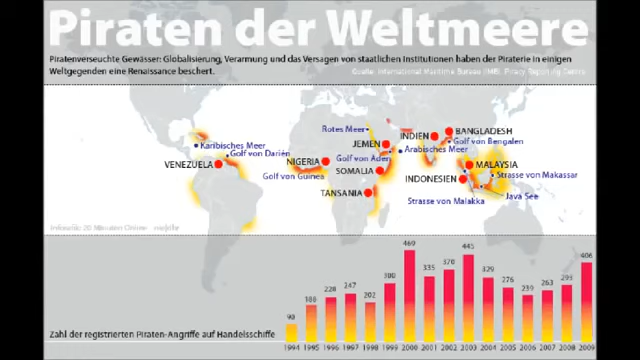 Piraten der Weltmeere
Piratenverseuchte Gewässer: Globalisierung, Verarmung und das Versagen von staatlichen Institutionen haben der Piraterie in einigen
Weltgegenden eine Renaissance beschert.
Quelle: International Maritime Bureau (IMB), Piracy Reporting Centre
Karibisches Meer
Golf von Darién
VENEZUELA
Rotes Meer
JEMEN
NIGERIA
Golf von Aden
Golf von Guinea
SOMALIA
TANSANIA
INDIEN
BANGLADESH
Golf von Bengalen
Arabisches Meer
MALAYSIA
INDONESIEN
Strasse von Makassar
Java See
Strasse von Malakka
Infografik: 20 Minuten Online
469
445
406
380
370
335
329
293
276
263
228
247
239
202
188
90
Zahl der registrierten Piraten-Angriffe auf Handelsschiffe
1994 1995 1996 1997 1998 1999 2000 2001 2002 2003 2004 2005 2006 2007 2008 2009